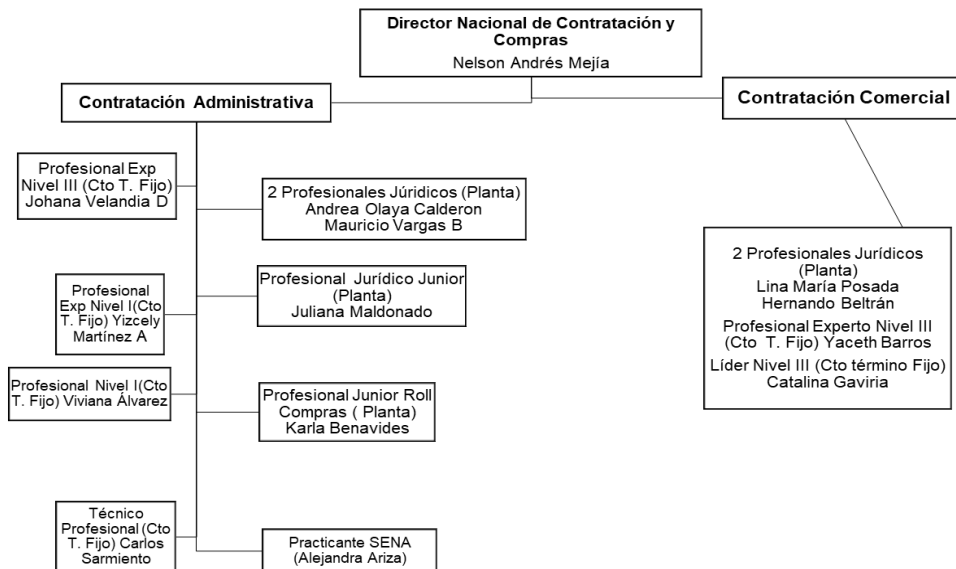 Director Nacional de Contratación y
Compras
Nelson Andrés Mejía
Contratación Administrativa
Contratación Comercial
Profesional Exp
Nivel III (Cto T. Fijo)
Johana Velandia D
2 Profesionales Júridicos (Planta)
Andrea Olaya Calderon
Mauricio Vargas B
2 Profesionales Jurídicos
(Planta)
Lina María Posada
Hernando Beltrán
Profesional Experto Nivel III
(Cto T. Fijo) Yaceth Barros
Líder Nivel III (Cto término Fijo)
Catalina Gaviria
Profesional
Exp Nivel I(Cto
T. Fijo) Yizcely
Martínez A
Profesional Jurídico Junior
(Planta)
Juliana Maldonado
Profesional Nivel I(Cto
T. Fijo) Viviana Álvarez
Profesional Junior Roll
Compras ( Planta)
Karla Benavides
Técnico
Profesional (Cto
T. Fijo) Carlos
Sarmiento
Practicante SENA
(Alejandra Ariza)